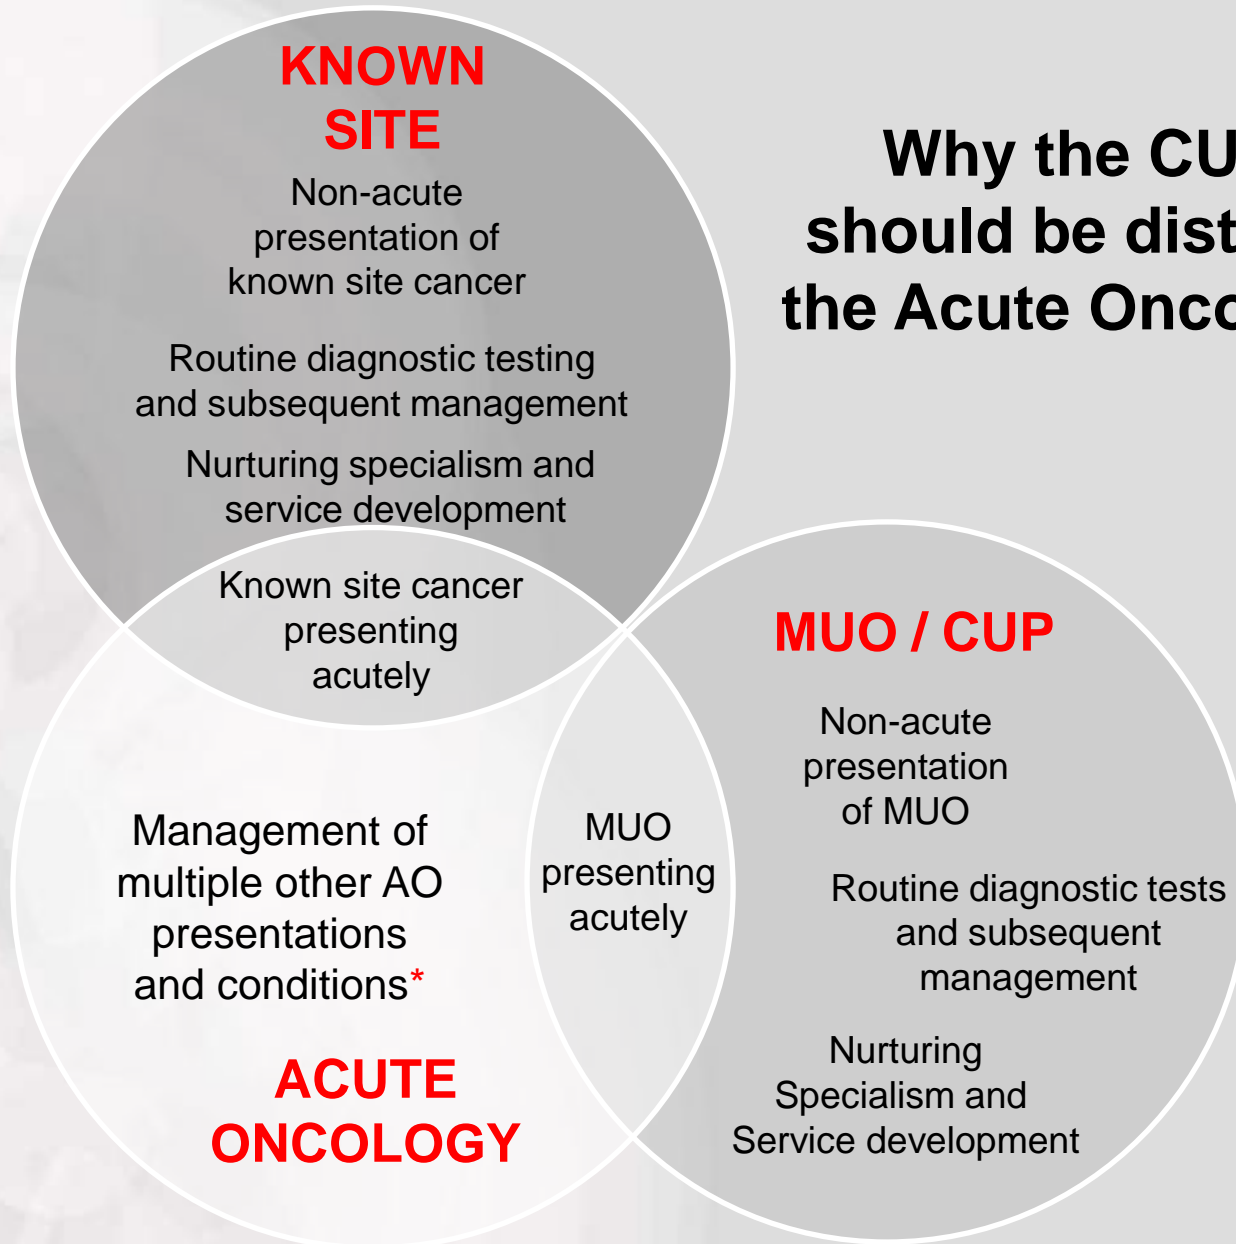 KNOWN
SITE
Non-acute
presentation of
known site cancer
Routine diagnostic testing
and subsequent management
Nurturing specialism and
service development
Known site cancer
presenting
acutely
Why the CU
should be dist
the Acute Onco
MUO / CUP
Non-acute
presentation
of MUO
Routine diagnostic tests
and subsequent
management
Nurturing
Specialism and
Service development
MUO
presenting
acutely
Management of
multiple other AO
presentations
and conditions*
ACUTE
ONCOLOGY